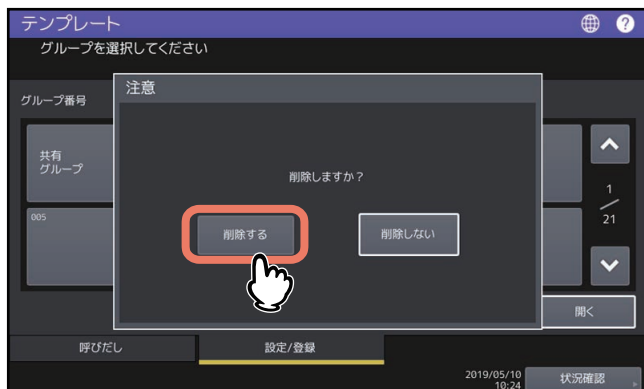 テンプレート
?
グループを選択してください
注意
グループ番号
共有
グループ
削除しますか？
1
21
005
削除する
削除しない
開く
呼びだし
設定/登録
2019/05/10
10:24
状況確認